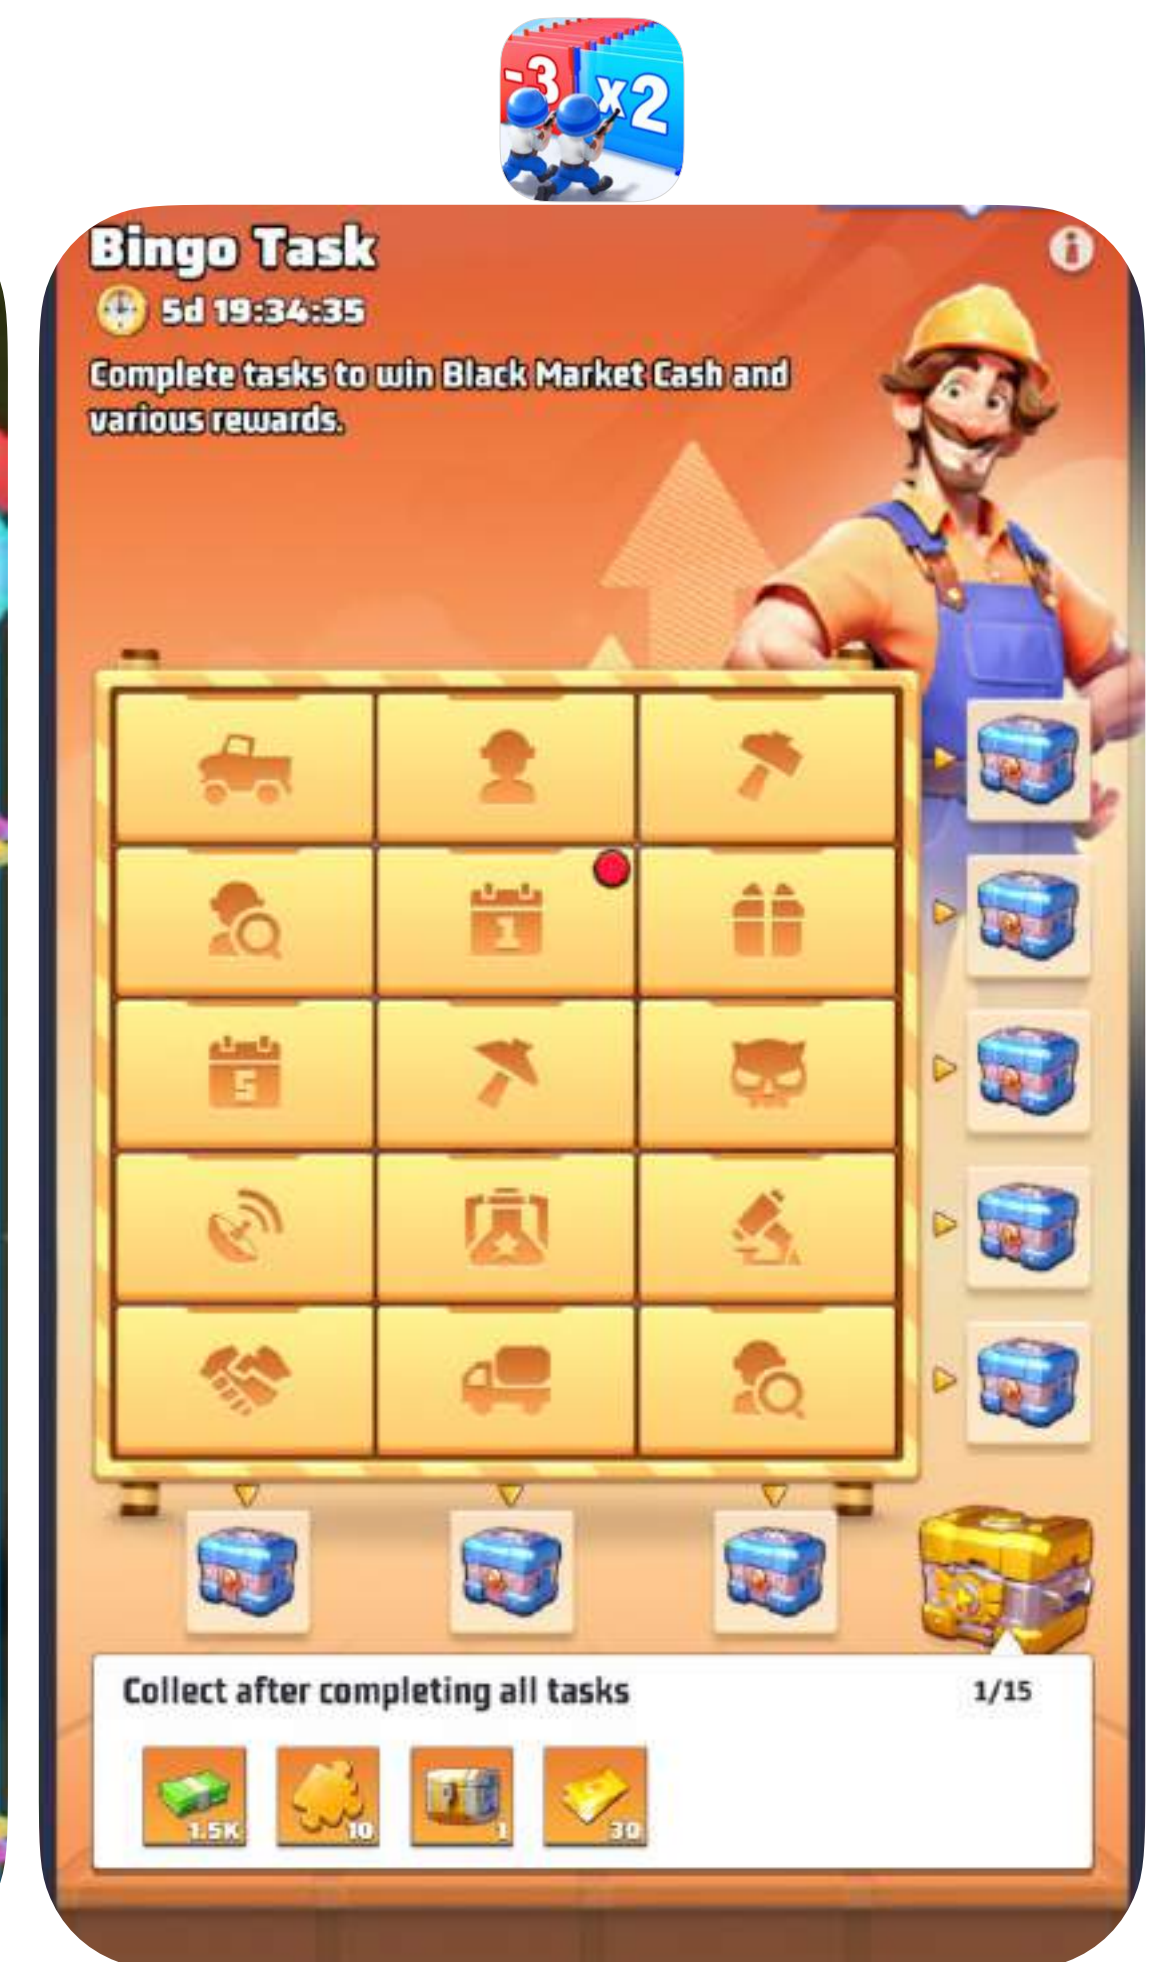 -3 x2
Bingo Task
5d 19:34:35
Complete tasks to win Black Market Cash and
various rewards.
1
5
Collect after completing all tasks 1/15
1.5K 10 1 30